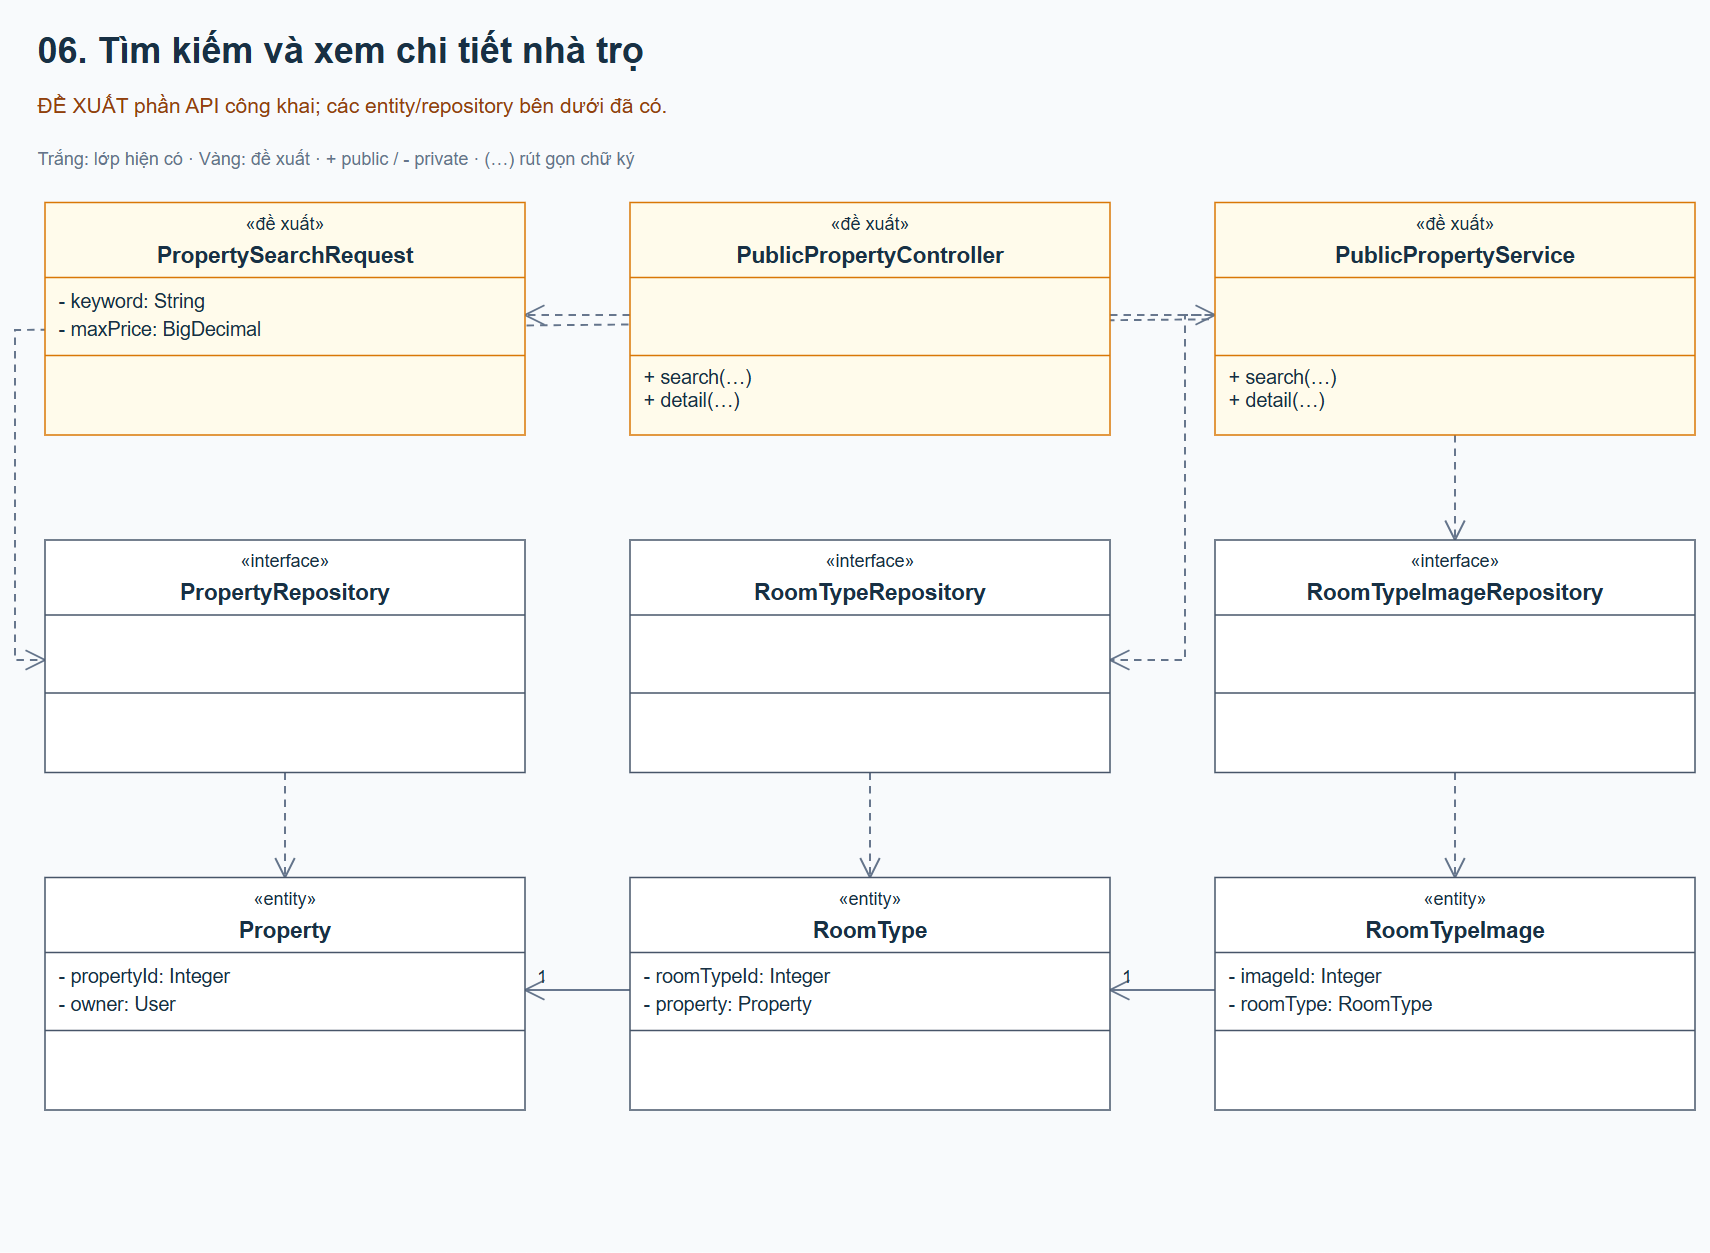 06. Tìm kiếm và xem chi tiết nhà trọ
ĐỀ XUẤT phần API công khai; các entity/repository bên dưới đã có.
Trắng: lớp hiện có · Vàng: đề xuất · + public / - private · (…) rút gọn chữ ký
«đề xuất»
PropertySearchRequest
- keyword: String
- maxPrice: BigDecimal
«đề xuất»
PublicPropertyController
+ search(…)
+ detail(…)
«đề xuất»
PublicPropertyService
+ search(…)
+ detail(…)
«interface»
PropertyRepository
«interface»
RoomTypeRepository
«interface»
RoomTypeImageRepository
«entity»
Property
- propertyId: Integer
- owner: User
1
«entity»
RoomType
- roomTypeId: Integer
- property: Property
1
«entity»
RoomTypeImage
- imageId: Integer
- roomType: RoomType